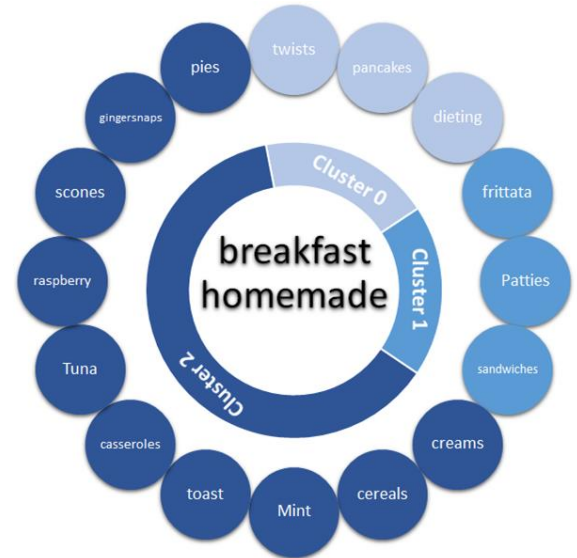 twists
pancakes
dieting
frittata
Patties
sandwiches
creams
cereals
Mint
toast
casseroles
Tuna
raspberry
scones
gingersnaps
pies
Cluster 0
Cluster 1
Cluster 2
breakfast
homemade